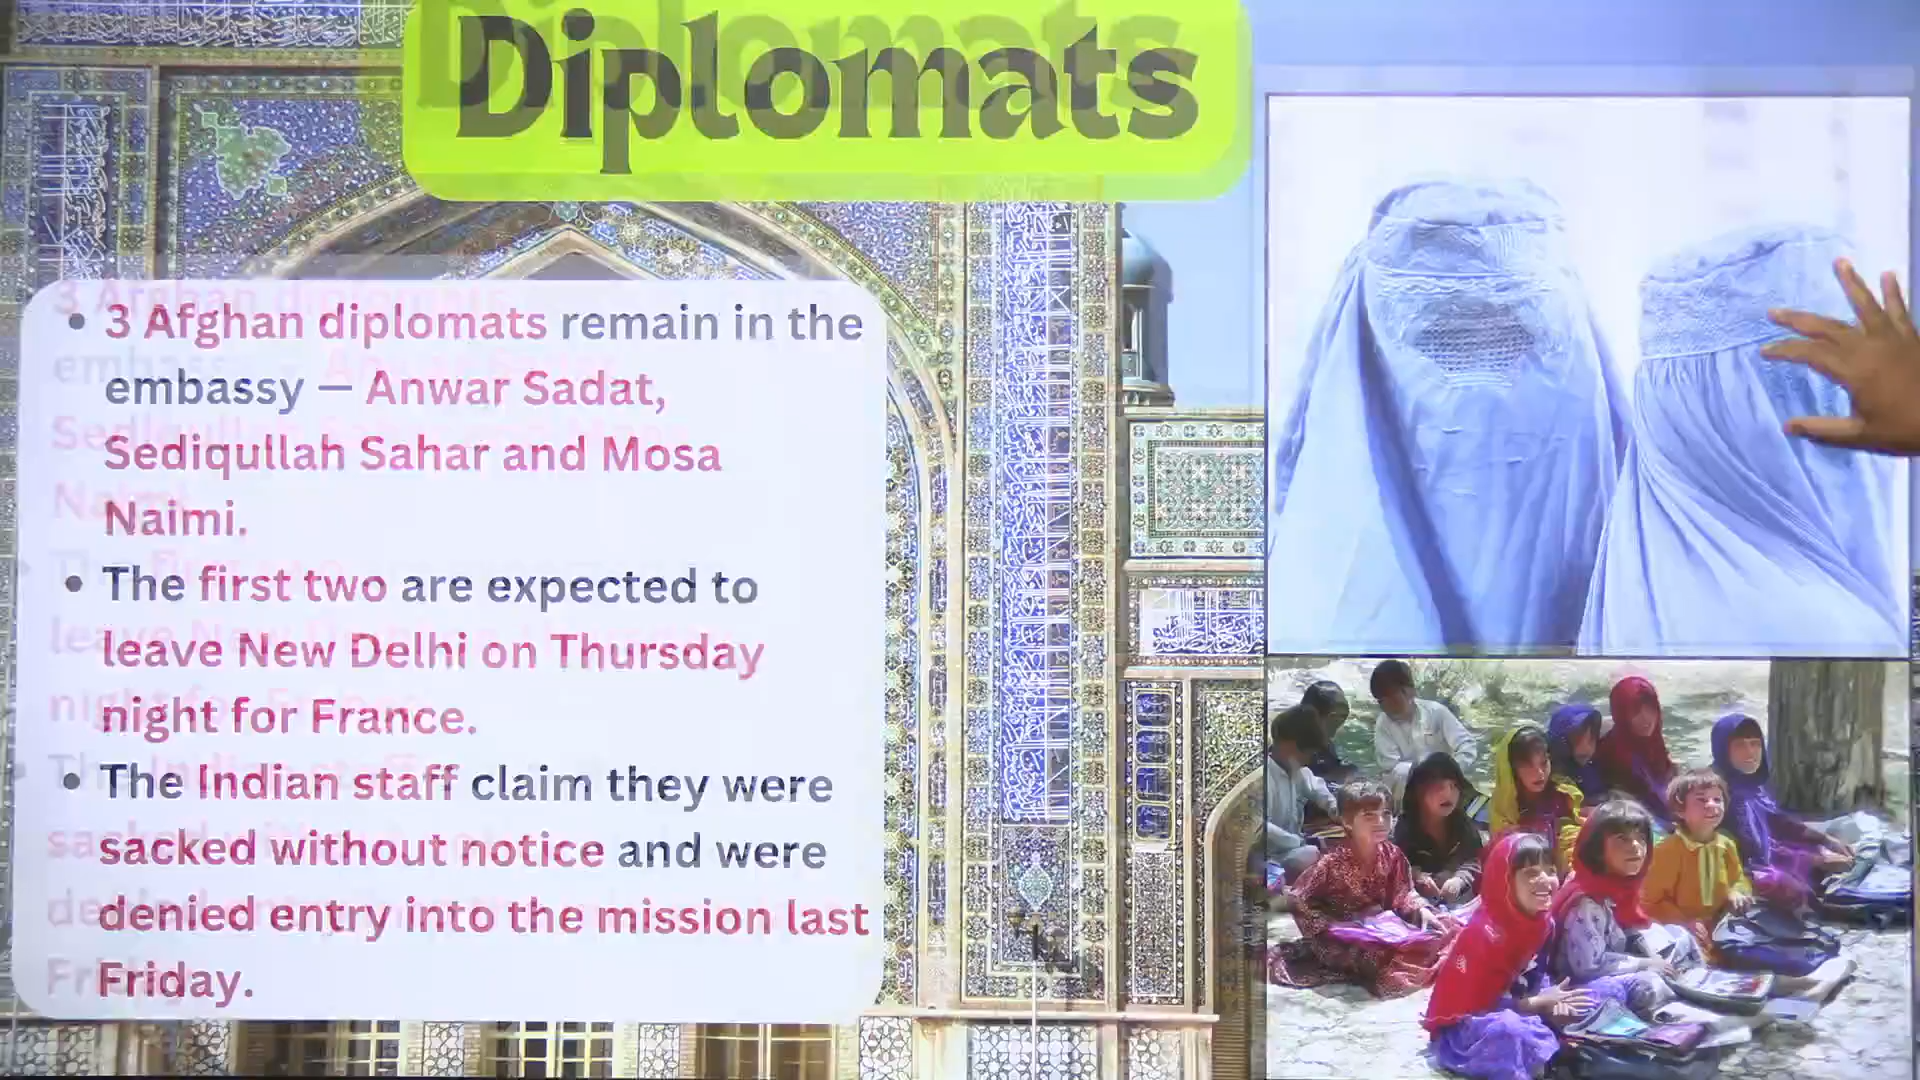 Diplomats
• 3 Afghan diplomats remain in the
embassy — Anwar Sadat,
Sediqullah Sahar and Mosa
Naimi.
• The first two are expected to
leave New Delhi on Thursday
night for France.
• The Indian staff claim they were
sacked without notice and were
denied entry into the mission last
Friday.